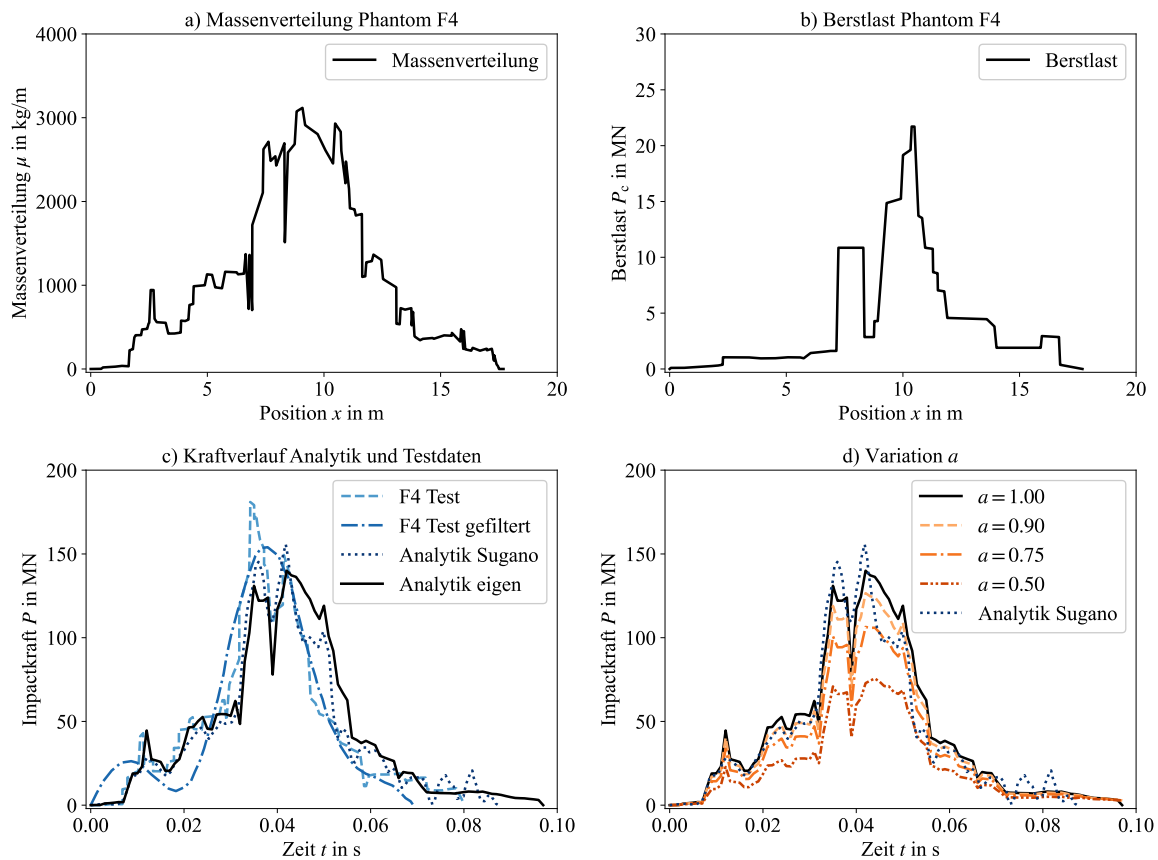 a) Massenverteilung Phantom F4
4000
3000
2000
1000
0
Massenverteilung μ in kg/m
Massenverteilung
0 5 10 15 20
Position x in m
b) Berstlast Phantom F4
30
25
20
15
10
5
0
Berstlast P_c in MN
Berstlast
0 5 10 15 20
Position x in m
c) Kraftverlauf Analytik und Testdaten
200
150
100
50
0
Impactkraft P in MN
F4 Test
F4 Test gefiltert
Analytik Sugano
Analytik eigen
0.00 0.02 0.04 0.06 0.08 0.10
Zeit t in s
d) Variation a
200
150
100
50
0
Impactkraft P in MN
a = 1.00
a = 0.90
a = 0.75
a = 0.50
Analytik Sugano
0.00 0.02 0.04 0.06 0.08 0.10
Zeit t in s